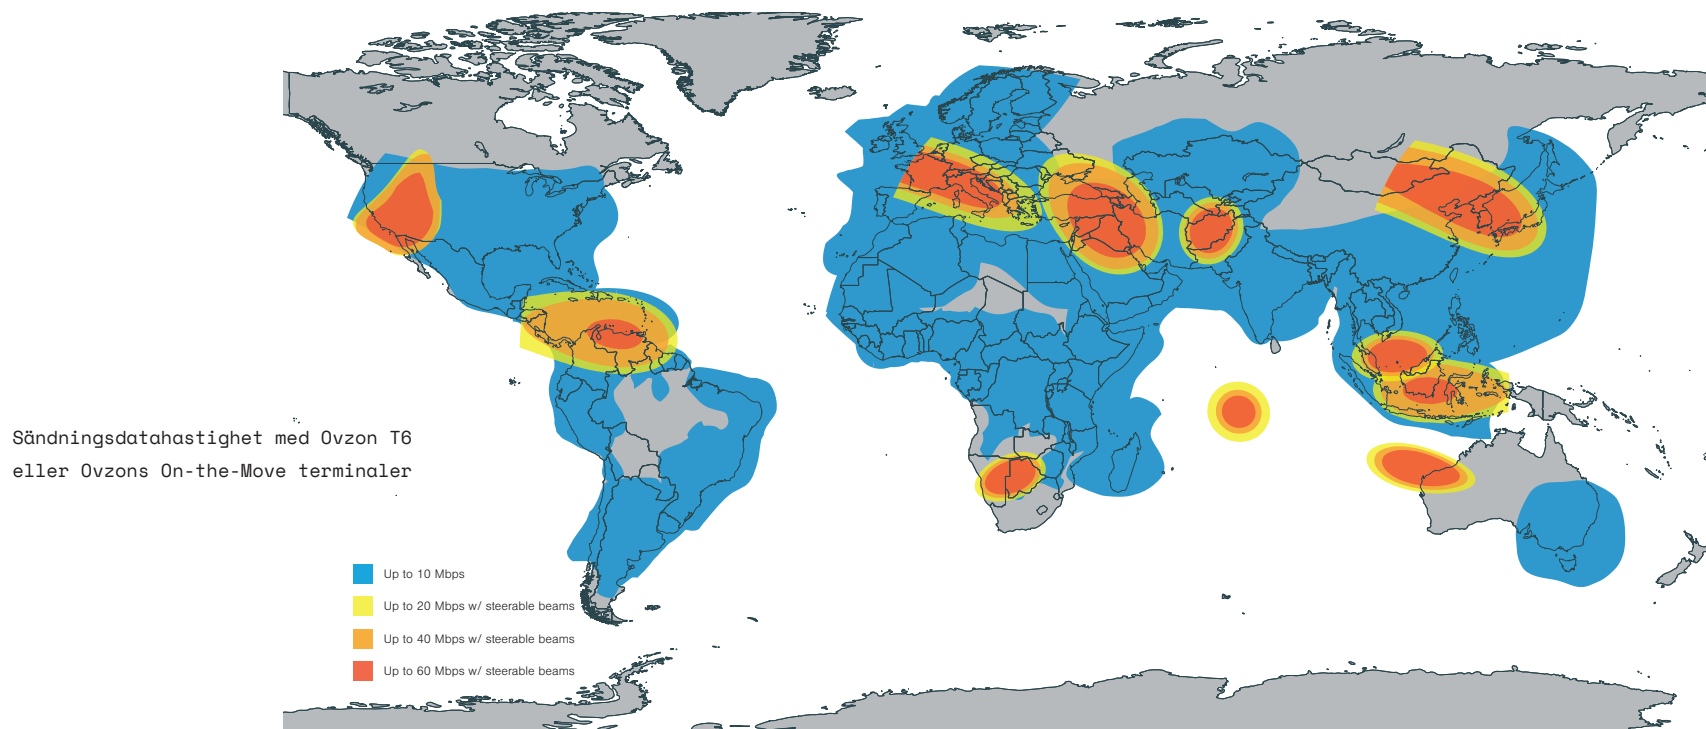 Sändningsdatahastighet med Ovzon T6
eller Ovzons On-the-Move terminaler
Up to 10 Mbps
Up to 20 Mbps w/ steerable beams
Up to 40 Mbps w/ steerable beams
Up to 60 Mbps w/ steerable beams